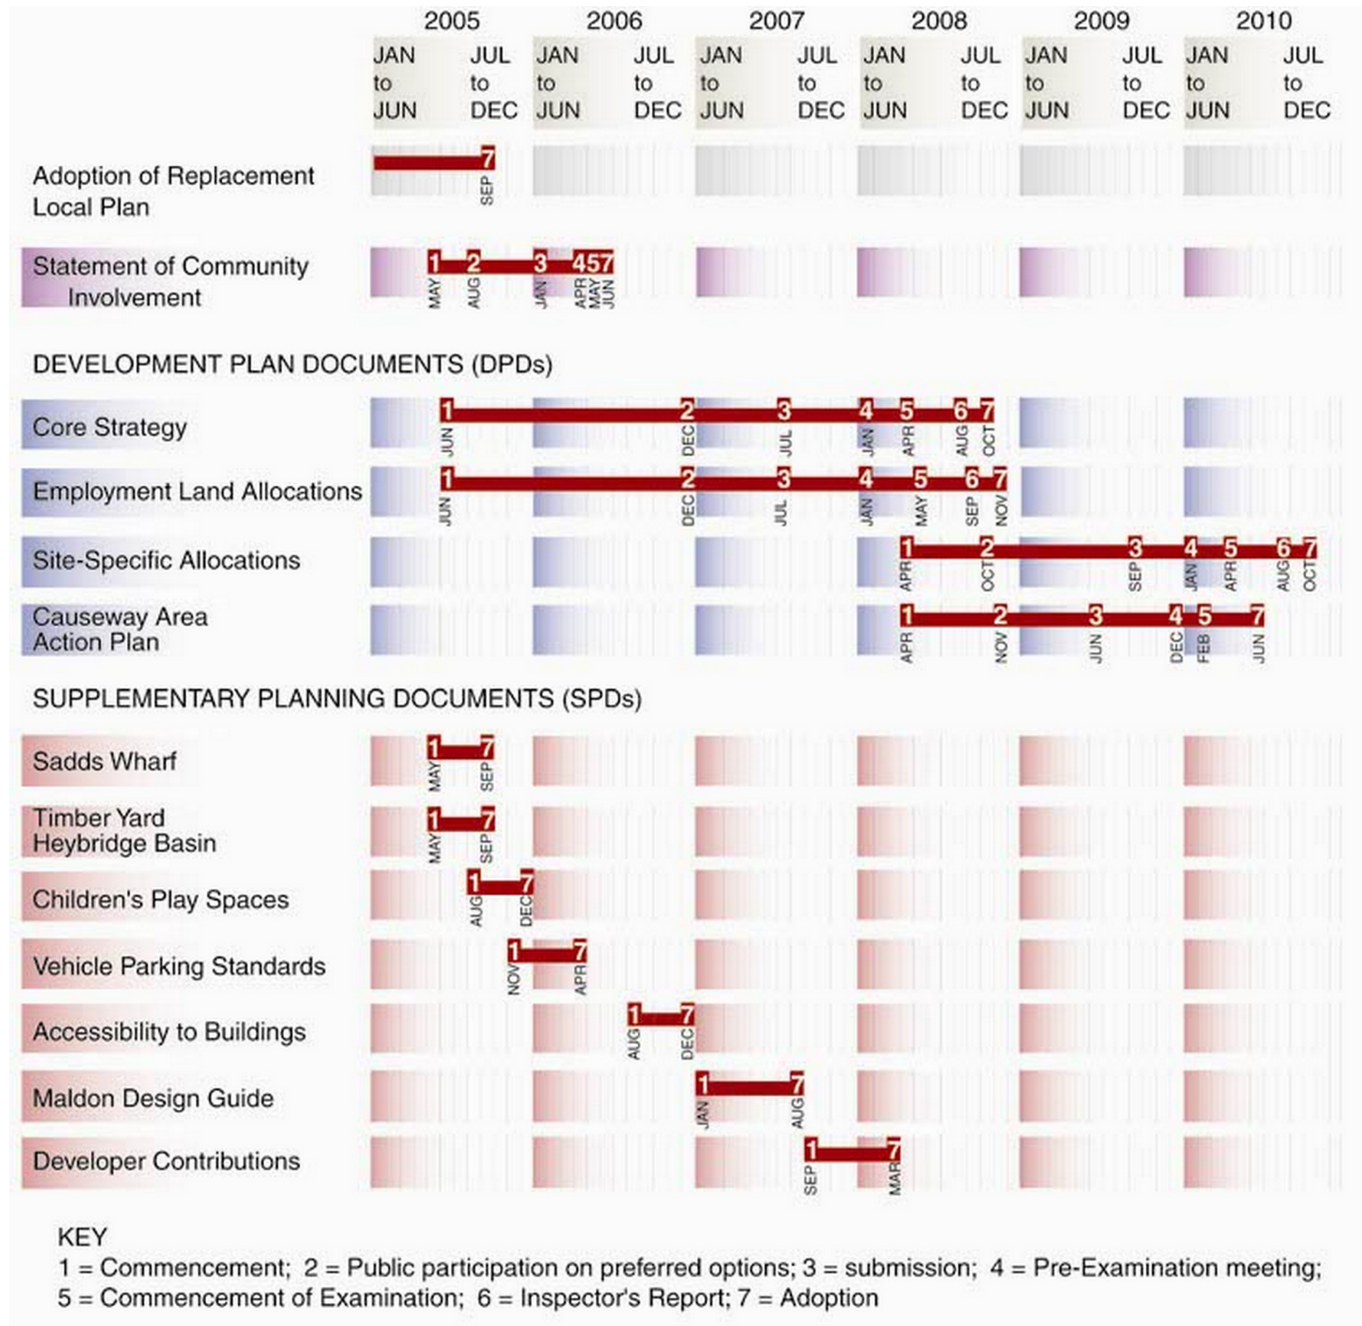 2005 2006 2007 2008 2009 2010
JAN JUL JAN JUL JAN JUL JAN JUL JAN JUL JAN JUL
to to to to to to to to to to to to
JUN DEC JUN DEC JUN DEC JUN DEC JUN DEC JUN DEC
7
Adoption of Replacement
SEP
Local Plan
Statement of Community 1 2 3 4 5 7
Involvement MAY AUG JAN APR MAY JUN
DEVELOPMENT PLAN DOCUMENTS (DPDs)
1 2 3 4 5 6 7
Core Strategy JUN DEC JUL JAN APR AUG OCT
1 2 3 4 5 6 7
Employment Land Allocations JUN DEC JUL JAN MAY SEP NOV
1 2 3 4 5 6 7
Site-Specific Allocations APR OCT SEP JAN APR AUG OCT
Causeway Area 1 2 3 4 5 7
Action Plan APR NOV JUN DEC FEB JUN
SUPPLEMENTARY PLANNING DOCUMENTS (SPDs)
1 7
Sadds Wharf MAY SEP
Timber Yard 1 7
Heybridge Basin MAY SEP
1 7
Children's Play Spaces AUG DEC
1 7
Vehicle Parking Standards NOV APR
1 7
Accessibility to Buildings AUG DEC
1 7
Maldon Design Guide JAN AUG
1 7
Developer Contributions SEP MAR
KEY
1 = Commencement; 2 = Public participation on preferred options; 3 = submission; 4 = Pre-Examination meeting;
5 = Commencement of Examination; 6 = Inspector's Report; 7 = Adoption